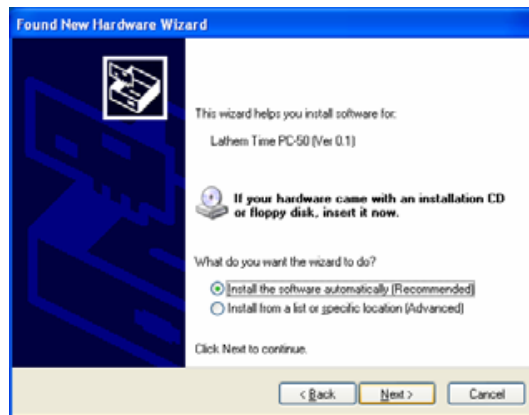 Found New Hardware Wizard
This wizard helps you install software for:
Lathem Time PC-50 (Ver 0.1)
If your hardware came with an installation CD
or floppy disk, insert it now.
What do you want the wizard to do?
Install the software automatically (Recommended)
Install from a list or specific location (Advanced)
Click Next to continue.
< Back Next > Cancel